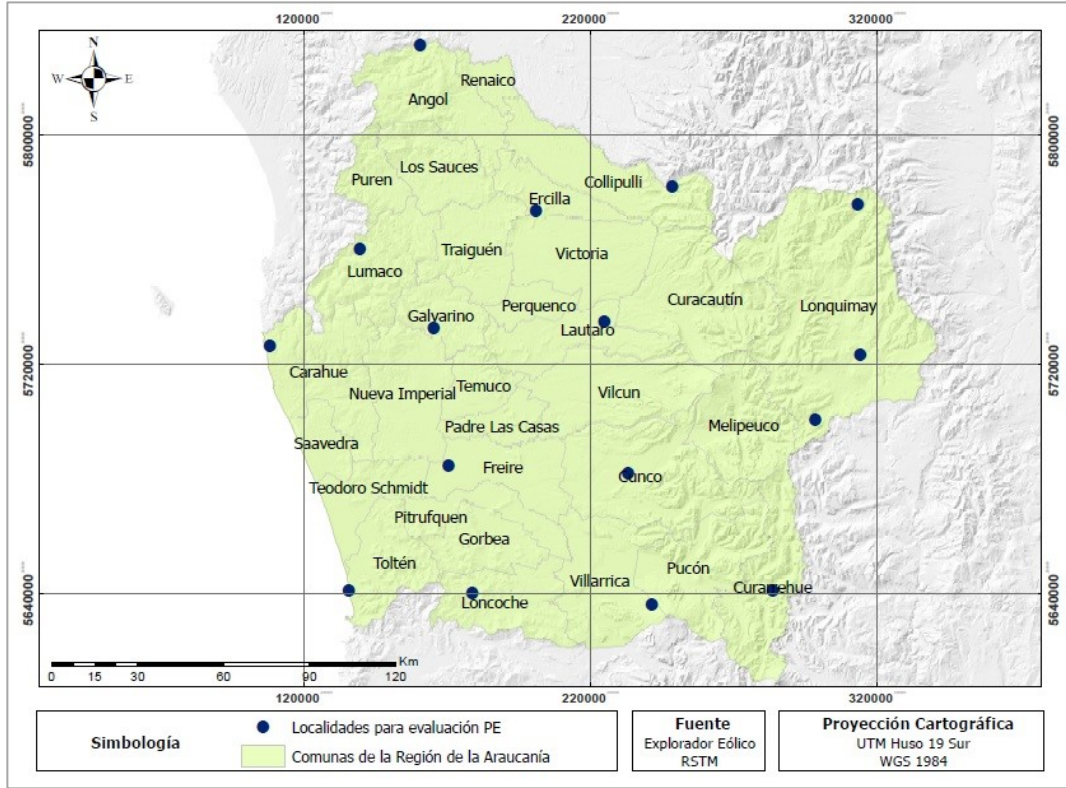 120000
220000
320000
N
W
E
S
Renaico
Angol
5800000
5800000
Los Sauces
Puren
Collipulli
Ercilla
Traiguén
Victoria
Lumaco
Curacautín
Lonquimay
Perquenco
Galvarino
Lautaro
5720000
5720000
Carahue
Temuco
Nueva Imperial
Vilcun
Padre Las Casas
Melipeuco
Saavedra
Freire
Cunco
Teodoro Schmidt
Pitrufquen
Gorbea
Toltén
Pucón
Villarrica
Curarrehue
5640000
5640000
Loncoche
Km
0 15 30 60 90 120
120000
220000
320000
Simbología
Localidades para evaluación PE
Comunas de la Región de la Araucanía
Fuente
Explorador Eólico
RSTM
Proyección Cartográfica
UTM Huso 19 Sur
WGS 1984